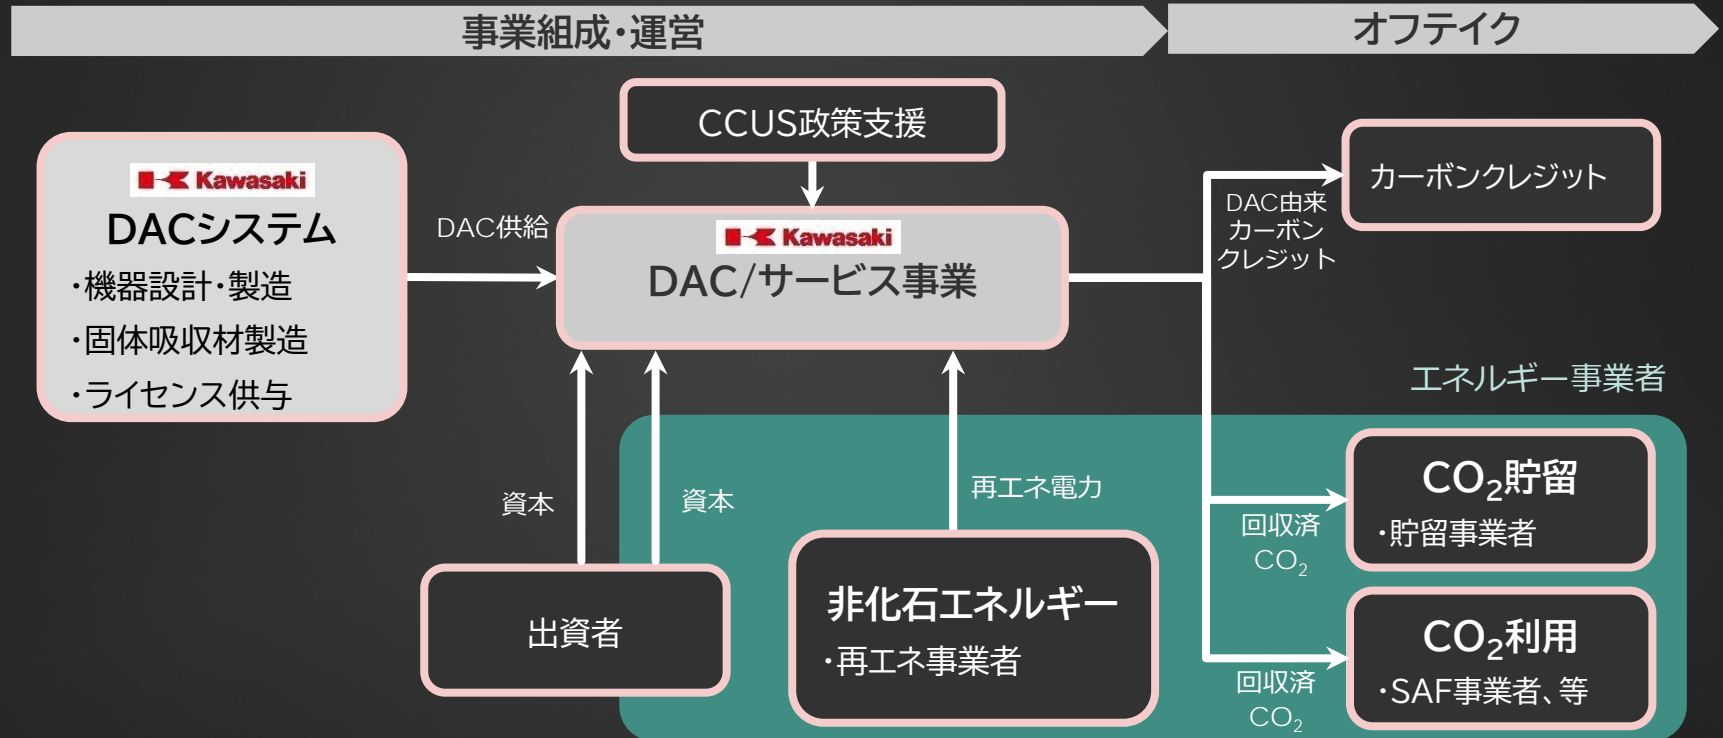 事業組成・運営
オフテイク
CCUS政策支援
Kawasaki
DACシステム
・機器設計・製造
・固体吸収材製造
・ライセンス供与
DAC供給
Kawasaki
DAC/サービス事業
カーボンクレジット
DAC由来
カーボン
クレジット
エネルギー事業者
資本
資本
再エネ電力
出資者
非化石エネルギー
・再エネ事業者
回収済
CO₂
CO₂貯留
・貯留事業者
回収済
CO₂
CO₂利用
・SAF事業者、等